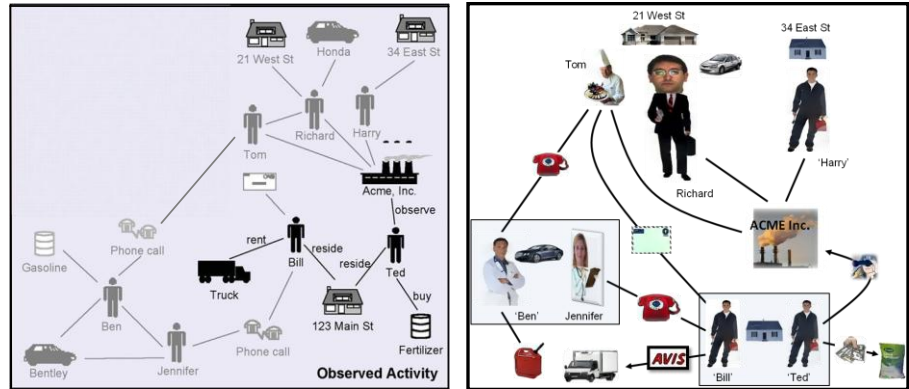 21 West St
Honda
34 East St
Tom
Richard
Harry
Acme, Inc.
observe
Phone call
Gasoline
rent
Bill
reside
reside
Ted
Truck
buy
Ben
123 Main St
Phone call
Fertilizer
Bentley
Jennifer
Observed Activity
21 West St
34 East St
Tom
'Harry'
Richard
ACME Inc.
'Ben'
Jennifer
AVIS
'Bill'
'Ted'